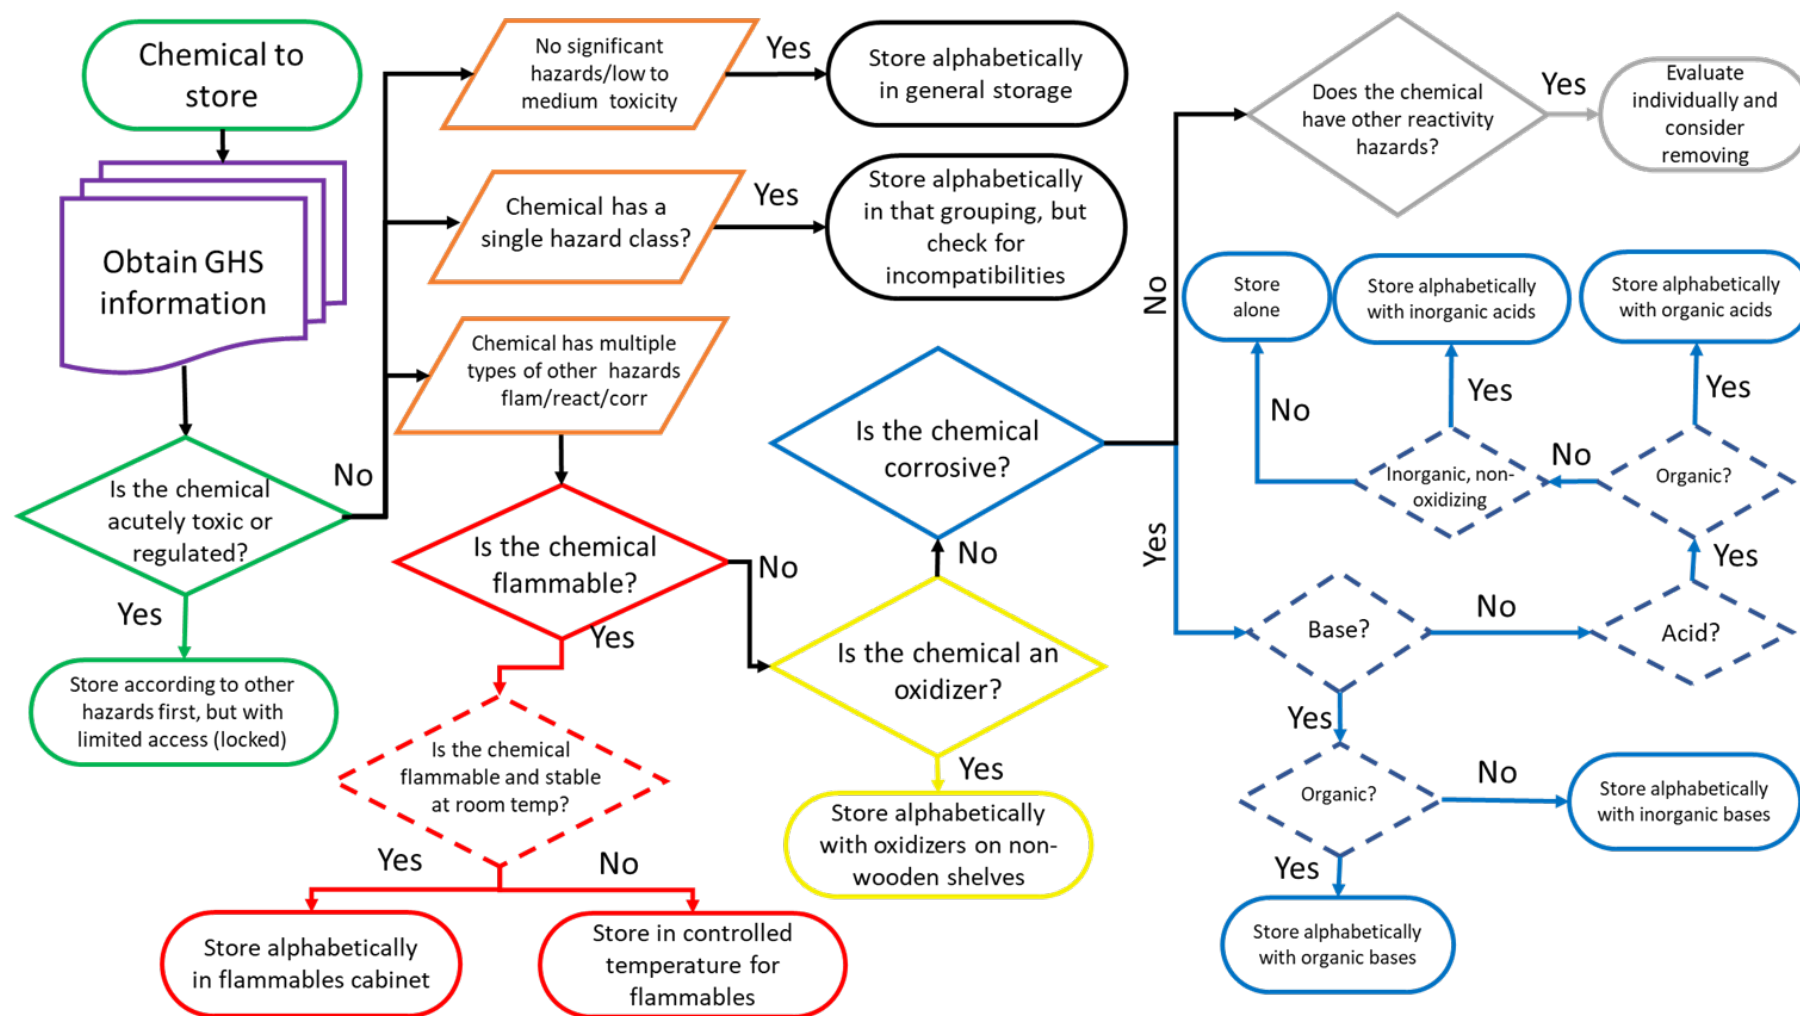 Chemical to
store
Obtain GHS
information
Is the chemical
acutely toxic or
regulated?
No
Yes
Store according to other
hazards first, but with
limited access (locked)
No significant
hazards/low to
medium toxicity
Yes
Store alphabetically
in general storage
Chemical has a
single hazard class?
Yes
Store alphabetically
in that grouping, but
check for
incompatibilities
Chemical has multiple
types of other hazards
flam/react/corr
Is the chemical
flammable?
No
Yes
Is the chemical
flammable and stable
at room temp?
Yes
No
Store alphabetically
in flammables cabinet
Store in controlled
temperature for
flammables
Is the chemical an
oxidizer?
No
Yes
Store alphabetically
with oxidizers on non-
wooden shelves
Is the chemical
corrosive?
No
Yes
Does the chemical
have other reactivity
hazards?
Yes
Evaluate
individually and
consider
removing
Store
alone
Store alphabetically
with inorganic acids
Store alphabetically
with organic acids
No
Yes
Yes
Inorganic, non-
oxidizing
No
Organic?
Yes
Base?
No
Acid?
Yes
Organic?
No
Store alphabetically
with inorganic bases
Yes
Store alphabetically
with organic bases